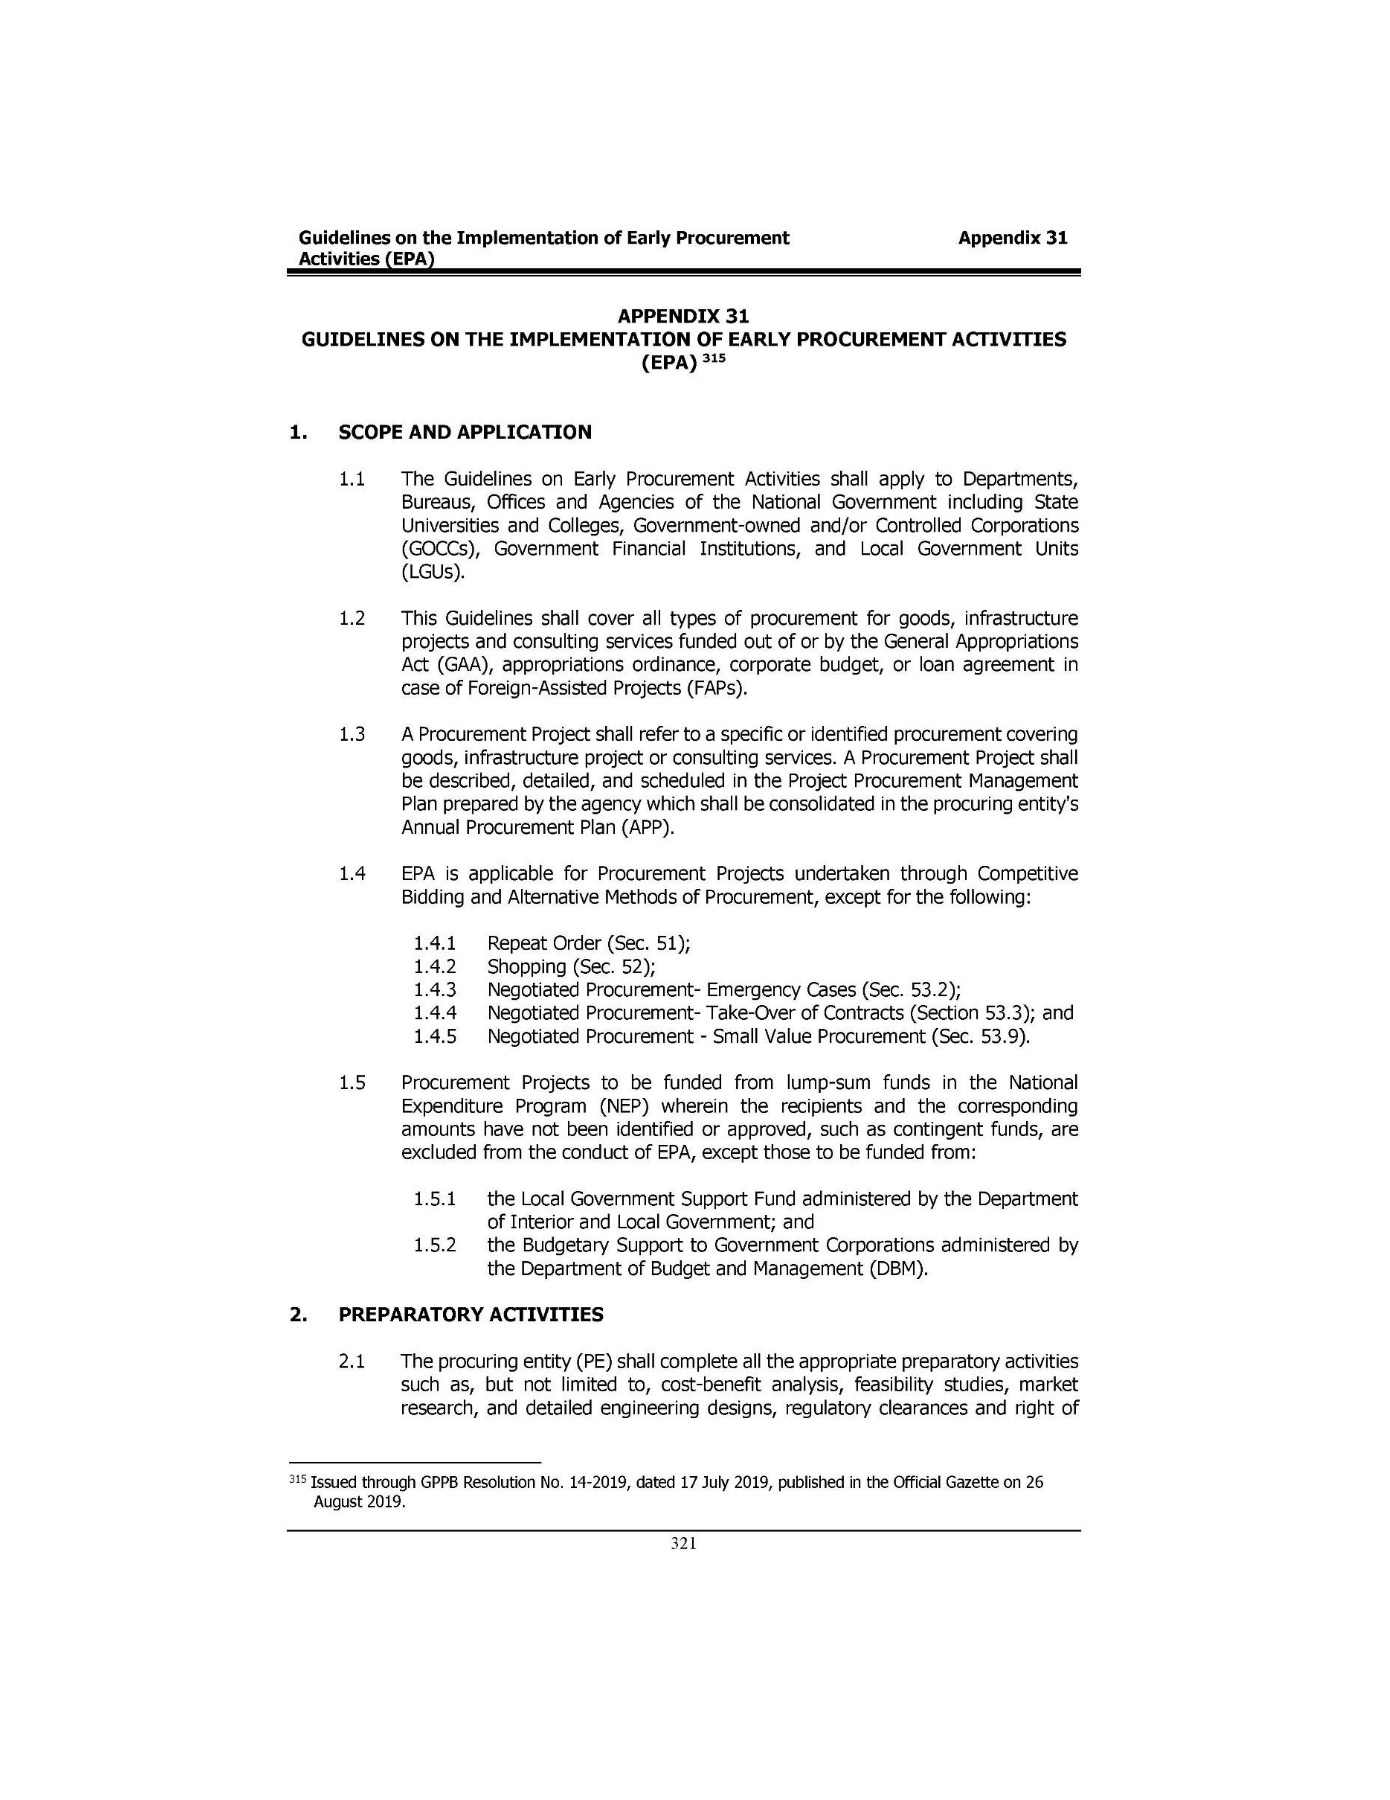 Guidelines on the Implementation of Early Procurement Appendix 31
Activities (EPA)
APPENDIX 31
GUIDELINES ON THE IMPLEMENTATION OF EARLY PROCUREMENT ACTIVITIES
(EPA) 315
1. SCOPE AND APPLICATION
1.1 The Guidelines on Early Procurement Activities shall apply to Departments,
Bureaus, Offices and Agencies of the National Government including State
Universities and Colleges, Government-owned and/or Controlled Corporations
(GOCCs), Government Financial Institutions, and Local Government Units
(LGUs).
1.2 This Guidelines shall cover all types of procurement for goods, infrastructure
projects and consulting services funded out of or by the General Appropriations
Act (GAA), appropriations ordinance, corporate budget, or loan agreement in
case of Foreign-Assisted Projects (FAPs).
1.3 A Procurement Project shall refer to a specific or identified procurement covering
goods, infrastructure project or consulting services. A Procurement Project shall
be described, detailed, and scheduled in the Project Procurement Management
Plan prepared by the agency which shall be consolidated in the procuring entity's
Annual Procurement Plan (APP).
1.4 EPA is applicable for Procurement Projects undertaken through Competitive
Bidding and Alternative Methods of Procurement, except for the following:
1.4.1 Repeat Order (Sec. 51);
1.4.2 Shopping (Sec. 52);
1.4.3 Negotiated Procurement- Emergency Cases (Sec. 53.2);
1.4.4 Negotiated Procurement- Take-Over of Contracts (Section 53.3); and
1.4.5 Negotiated Procurement - Small Value Procurement (Sec. 53.9).
1.5 Procurement Projects to be funded from lump-sum funds in the National
Expenditure Program (NEP) wherein the recipients and the corresponding
amounts have not been identified or approved, such as contingent funds, are
excluded from the conduct of EPA, except those to be funded from:
1.5.1 the Local Government Support Fund administered by the Department
of Interior and Local Government; and
1.5.2 the Budgetary Support to Government Corporations administered by
the Department of Budget and Management (DBM).
2. PREPARATORY ACTIVITIES
2.1 The procuring entity (PE) shall complete all the appropriate preparatory activities
such as, but not limited to, cost-benefit analysis, feasibility studies, market
research, and detailed engineering designs, regulatory clearances and right of
315 Issued through GPPB Resolution No. 14-2019, dated 17 July 2019, published in the Official Gazette on 26
August 2019.
321